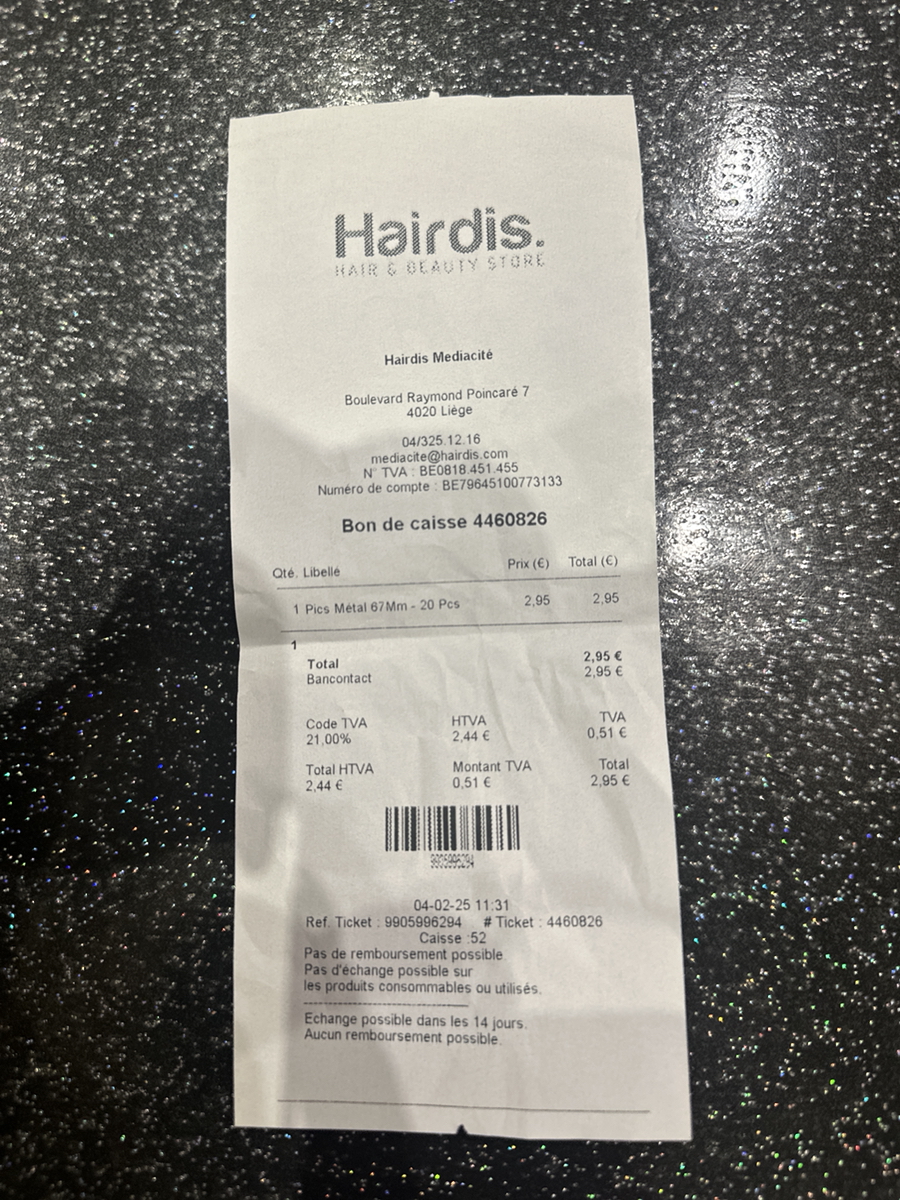 Hairdis.
HAIR & BEAUTY STORE
Hairdis Mediacité
Boulevard Raymond Poincaré 7
4020 Liège
04/325.12.16
mediacite@hairdis.com
N° TVA : BE0818.451.455
Numéro de compte : BE79645100773133
Bon de caisse 4460826
Qté. Libellé Prix (€) Total (€)
1 Pics Métal 67Mm - 20 Pcs 2,95 2,95
1
Total 2,95 €
Bancontact 2,95 €
Code TVA HTVA TVA
21,00% 2,44 € 0,51 €
Total HTVA Montant TVA Total
2,44 € 0,51 € 2,95 €
9905996294
04-02-25 11:31
Ref. Ticket : 9905996294 # Ticket : 4460826
Caisse :52
Pas de remboursement possible.
Pas d'échange possible sur
les produits consommables ou utilisés.
Echange possible dans les 14 jours.
Aucun remboursement possible.